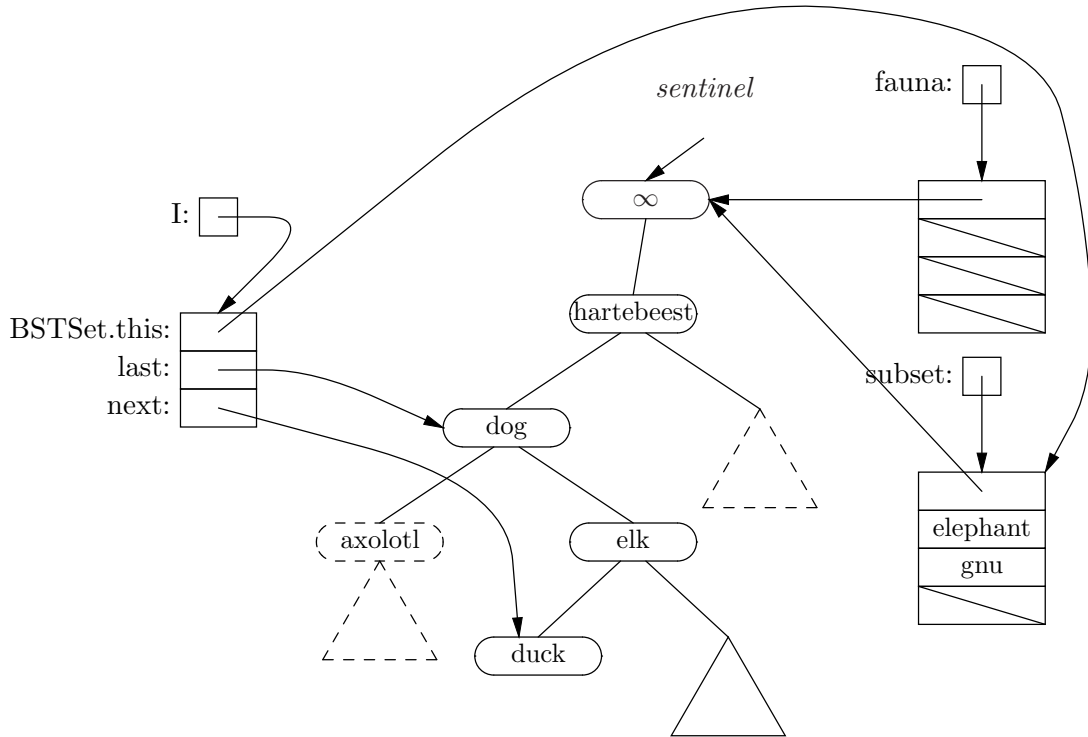 sentinel
fauna:
∞
I:
BSTSet.this:
last:
next:
hartebeest
subset:
dog
axolotl
elk
elephant
gnu
duck